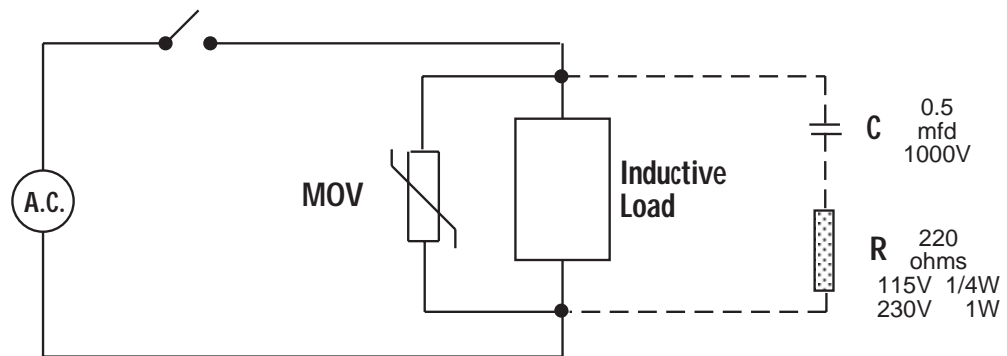 A.C.
MOV
Inductive
Load
C
0.5
mfd
1000V
R
220
ohms
115V 1/4W
230V 1W